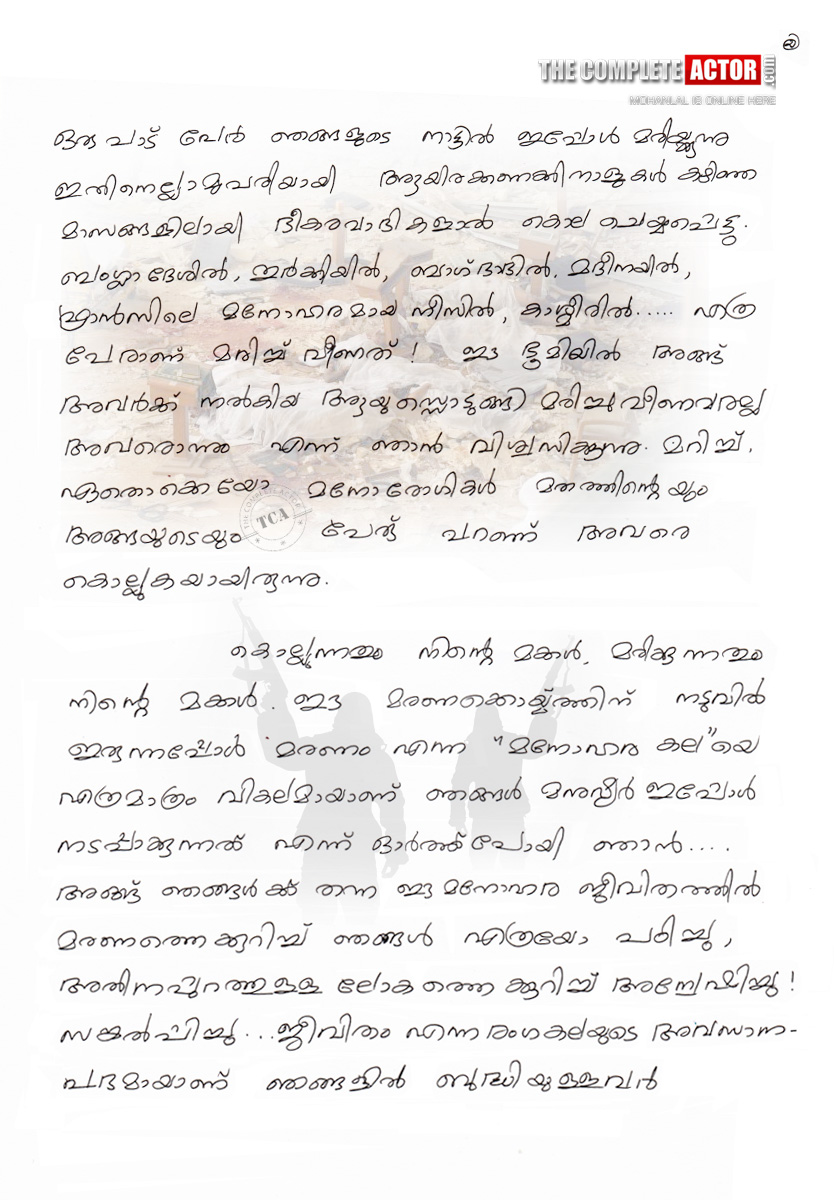 ②
THE COMPLETE ACTOR .COM
MOHANLAL IS ONLINE HERE
ഒരു പാട് പേർ ഞങ്ങളുടെ നാട്ടിൽ ഇപ്പോൾ മരിയ്ക്കുന്നു
ഇതിനെല്ലാമുപരിയായി ആയിരക്കണക്കിനാളുകൾ കഴിഞ്ഞ
മാസങ്ങളിലായി ഭീകരവാദികളാൽ കൊല ചെയ്യപ്പെട്ടു.
ബംഗ്ലാദേശിൽ, തുർക്കിയിൽ, ബാഗ്ദാദിൽ, മദീനയിൽ,
ഫ്രാൻസിലെ മനോഹരമായ നീസിൽ, കാശ്മീരിൽ..... എത്ര
പേരാണ് മരിച്ച് വീണത്! ഈ ഭൂമിയിൽ അങ്ങ്
അവർക്ക് നൽകിയ ആയുസ്സൊടുങ്ങി മരിച്ചുവീണവരല്ല
അവരൊന്നും എന്ന് ഞാൻ വിശ്വസിക്കുന്നു. മറിച്ച്,
ഏതൊക്കെയോ മനോരോഗികൾ മതത്തിന്റെയും
അങ്ങയുടെയും പേര് പറഞ്ഞ് അവരെ
കൊല്ലുകയായിരുന്നു.
THE COMPLETE ACTOR
TCA
കൊല്ലുന്നതും നിന്റെ മക്കൾ, മരിക്കുന്നതും
നിന്റെ മക്കൾ. ഈ മരണക്കൊയ്ത്തിന് നടുവിൽ
ഇരുന്നപ്പോൾ മരണം എന്ന "മനോഹര കല"യെ
എത്രമാത്രം വികലമായാണ് ഞങ്ങൾ മനുഷ്യർ ഇപ്പോൾ
നടപ്പാക്കുന്നത് എന്ന് ഓർത്ത്പോയി ഞാൻ....
അങ്ങ് ഞങ്ങൾക്ക് തന്ന ഈ മനോഹര ജീവിതത്തിൽ
മരണത്തെക്കുറിച്ച് ഞങ്ങൾ എത്രയോ പഠിച്ചു,
അതിനപ്പുറത്തുള്ള ലോകത്തെക്കുറിച്ച് അന്വേഷിച്ചു!
സങ്കൽപിച്ചു...ജീവിതം എന്ന രംഗകലയുടെ അവസാന-
പദമായാണ് ഞങ്ങളിൽ ബുദ്ധിയുള്ളവർ